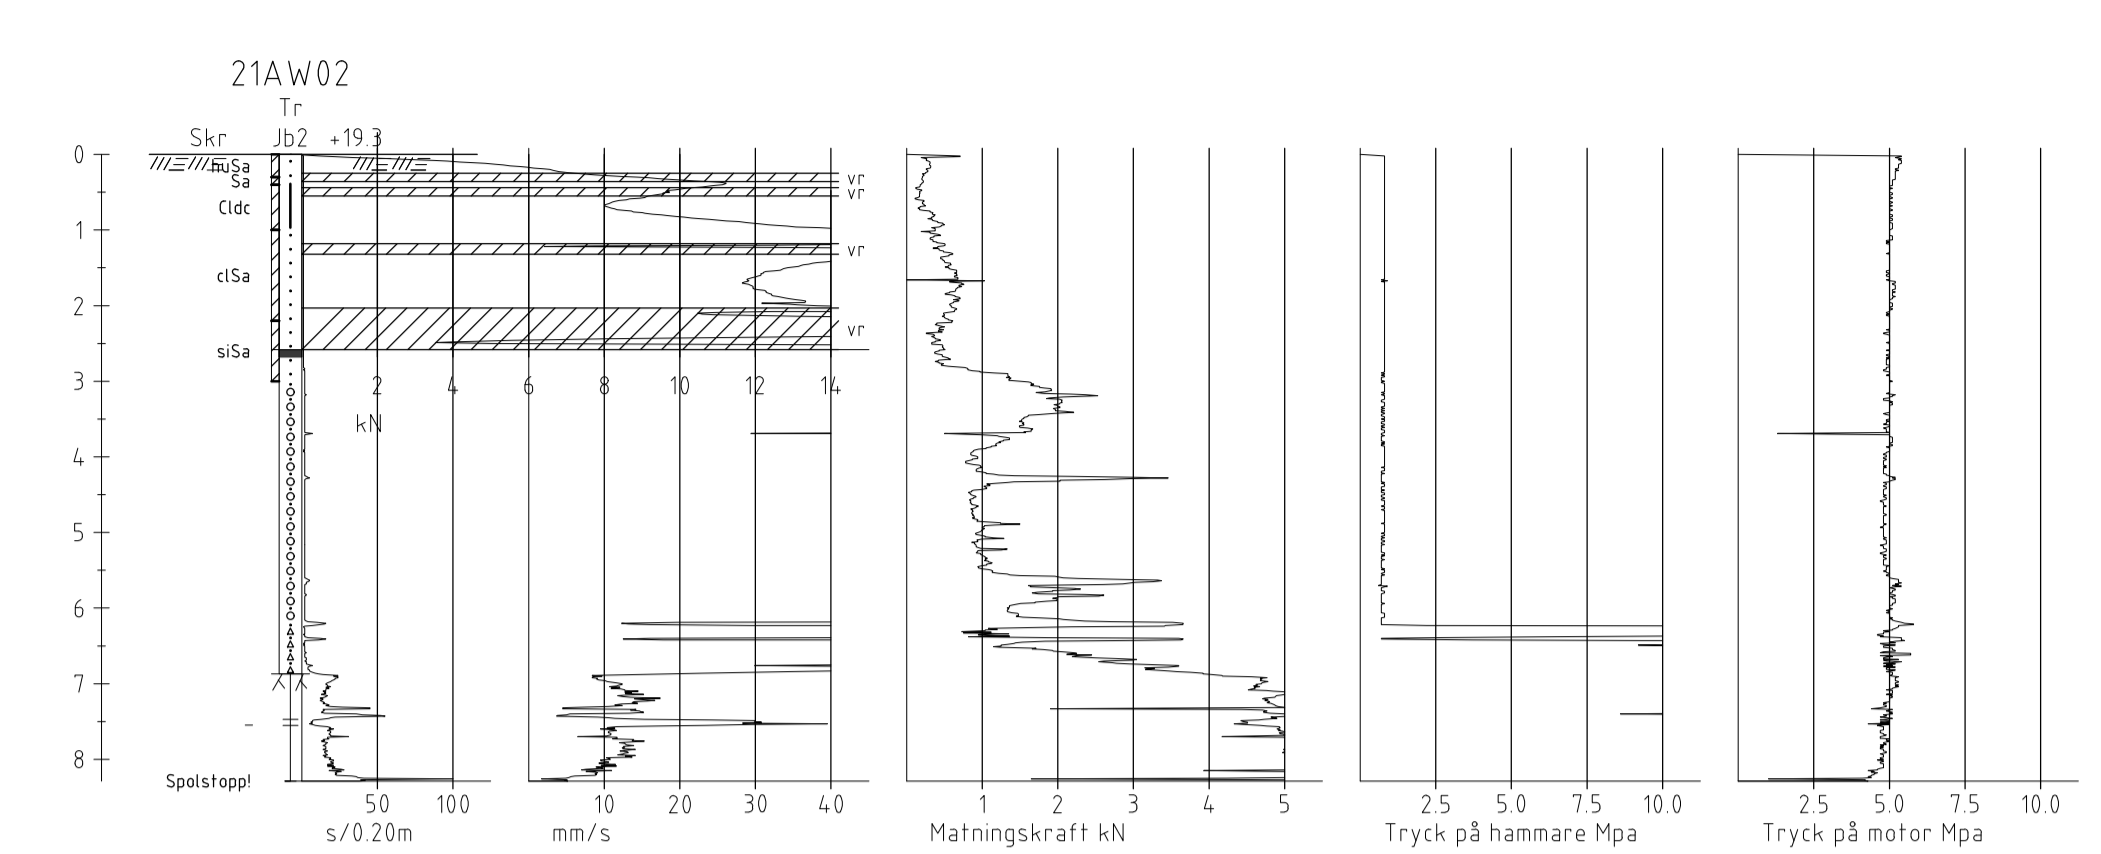 21AW02
Tr
Skr Jb2 +19.3
0
huSa
Sa vr
vr
Cldc
1
vr
clSa
2
vr
siSa
3 2 4 6 8 10 12 14
kN
4
5
6
7
-
8
Spolstopp!
50 100 10 20 30 40 1 2 3 4 5 2.5 5.0 7.5 10.0 2.5 5.0 7.5 10.0
s/0.20m mm/s Matningskraft kN Tryck på hammare Mpa Tryck på motor Mpa